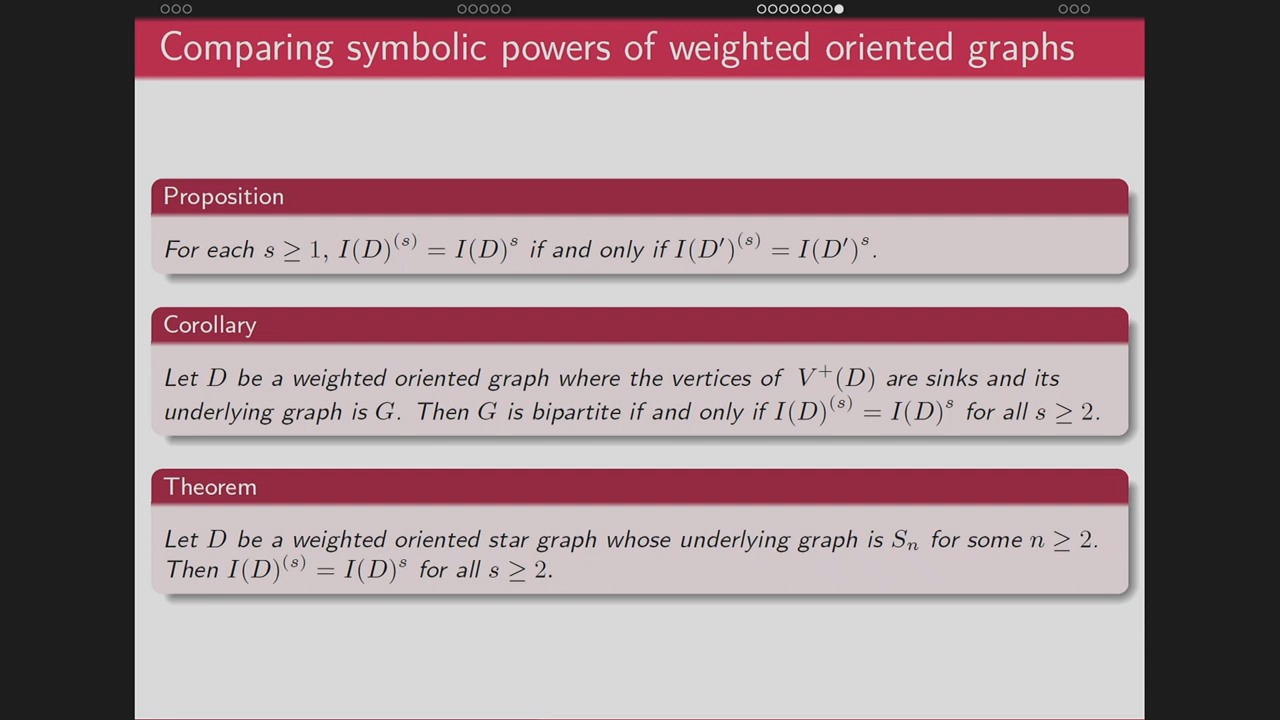 Comparing symbolic powers of weighted oriented graphs
Proposition
For each s ≥ 1, I(D)^(s) = I(D)^s if and only if I(D′)^(s) = I(D′)^s.
Corollary
Let D be a weighted oriented graph where the vertices of V⁺(D) are sinks and its
underlying graph is G. Then G is bipartite if and only if I(D)^(s) = I(D)^s for all s ≥ 2.
Theorem
Let D be a weighted oriented star graph whose underlying graph is Sₙ for some n ≥ 2.
Then I(D)^(s) = I(D)^s for all s ≥ 2.